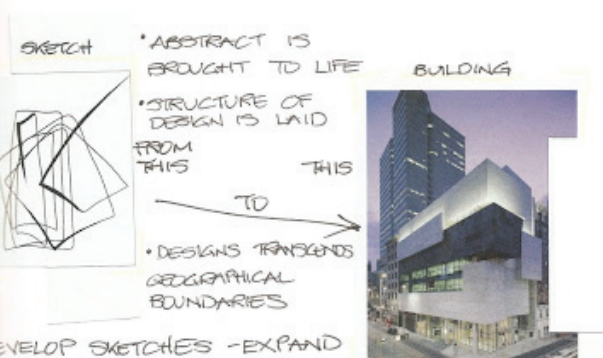 SKETCH
• ABSTRACT IS
BROUGHT TO LIFE
BUILDING
• STRUCTURE OF
DESIGN IS LAID
FROM
THIS
THIS
TO
• DESIGNS TRANSCENDS
GEOGRAPHICAL
BOUNDARIES
EVELOP SKETCHES - EXPAND